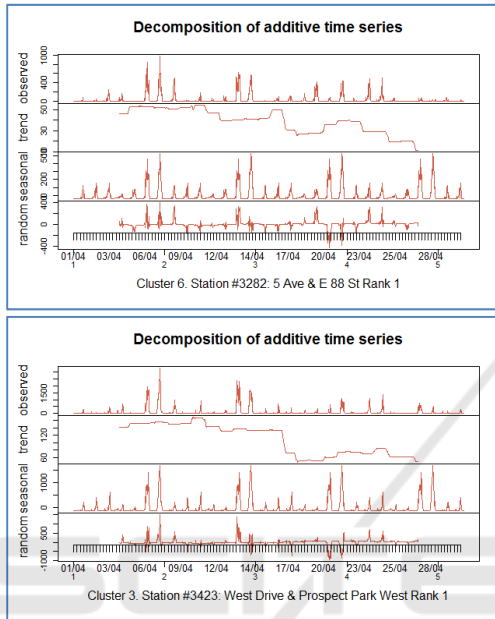 Decomposition of additive time series
observed
1000
400
0
trend
50
30
seasonal
500
200
0
random
400
0
-400
01/04 03/04 06/04 09/04 12/04 14/04 17/04 20/04 22/04 25/04 28/04
1 2 3 4 5
Cluster 6. Station #3282: 5 Ave & E 88 St Rank 1
Decomposition of additive time series
observed
1500
0
trend
120
60
seasonal
1000
0
random
500
-1000
01/04 03/04 06/04 09/04 12/04 14/04 17/04 20/04 22/04 25/04 28/04
1 2 3 4 5
Cluster 3. Station #3423: West Drive & Prospect Park West Rank 1